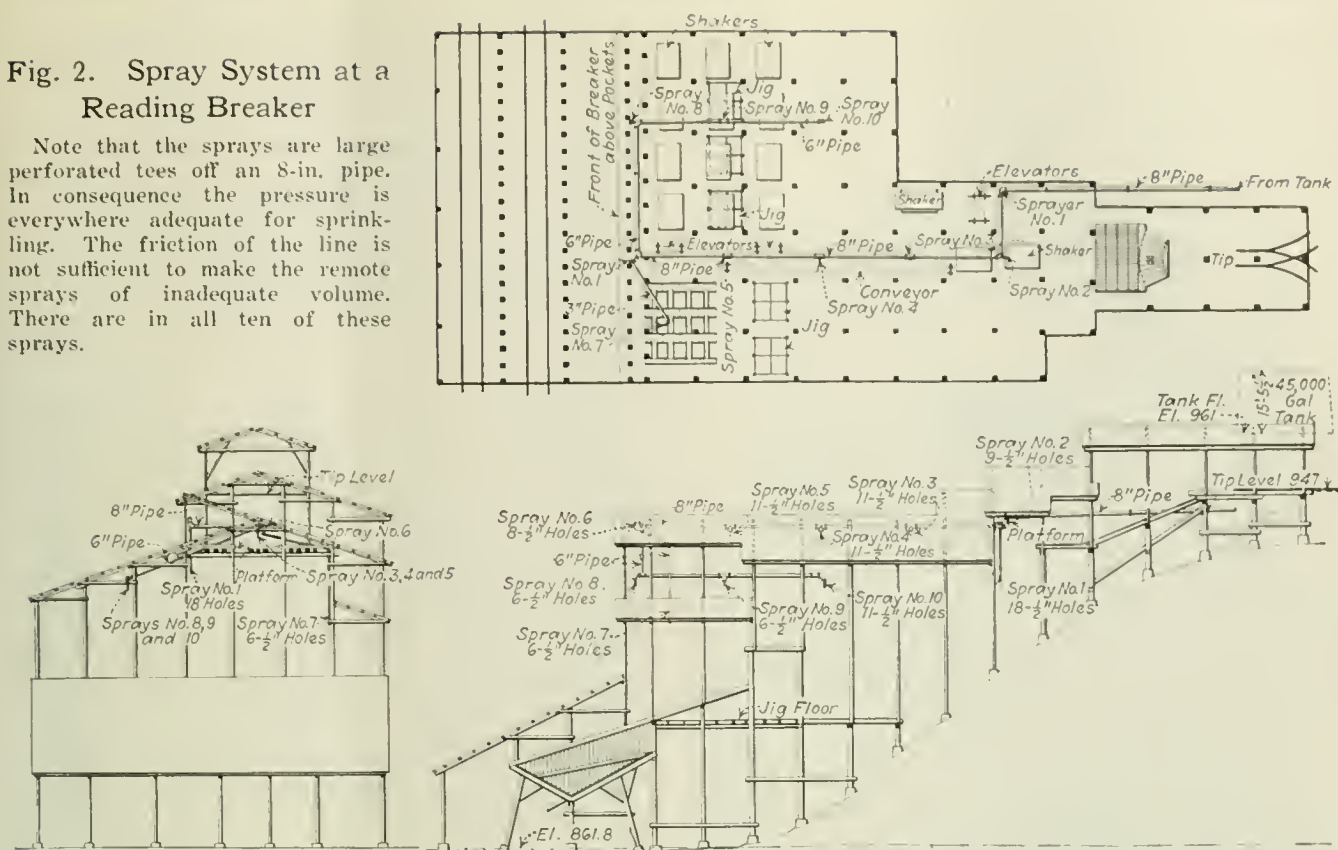 Fig. 2. Spray System at a
Reading Breaker
Note that the sprays are large
perforated tees off an 8-in. pipe.
In consequence the pressure is
everywhere adequate for sprink-
ling. The friction of the line is
not sufficient to make the remote
sprays of inadequate volume.
There are in all ten of these
sprays.
Shakers
Front of Breaker
above Pockets
Spray
No.8
Jig
Spray No.9
Spray
No.10
6"Pipe
Jig
Shaker
Elevators
8"Pipe
From Tank
Sprayer
No.1
6"Pipe
Elevators
8"Pipe
Spray No.3
Shaker
Tip
Spray
No.1
8"Pipe
Spray No.5
Conveyor
Spray No.4
Spray No.2
3"Pipe
Spray
No.7
Jig
Tip Level
8"Pipe
Spray No.6
6"Pipe
Platform
Spray No.3,4 and 5
Spray No.1
18 Holes
Sprays No.8,9
and 10
Spray No.7
6-1/2" Holes
Tank Fl.
El. 961
15'-5 1/2"
45,000
Gal
Tank
Spray No.2
9-1/2" Holes
Spray No.3
11-1/2" Holes
Spray No.5
11-1/2" Holes
8"Pipe
Tip Level 947
Spray No.6
8-1/2" Holes
8"Pipe
Spray No.4
11-1/2" Holes
Platform
6"Pipe
Spray No.8
6-1/2" Holes
Spray No.9
6-1/2" Holes
Spray No.10
11-1/2" Holes
Spray No.1
18-1/2" Holes
Spray No.7
6-1/2" Holes
Jig Floor
El. 861.8